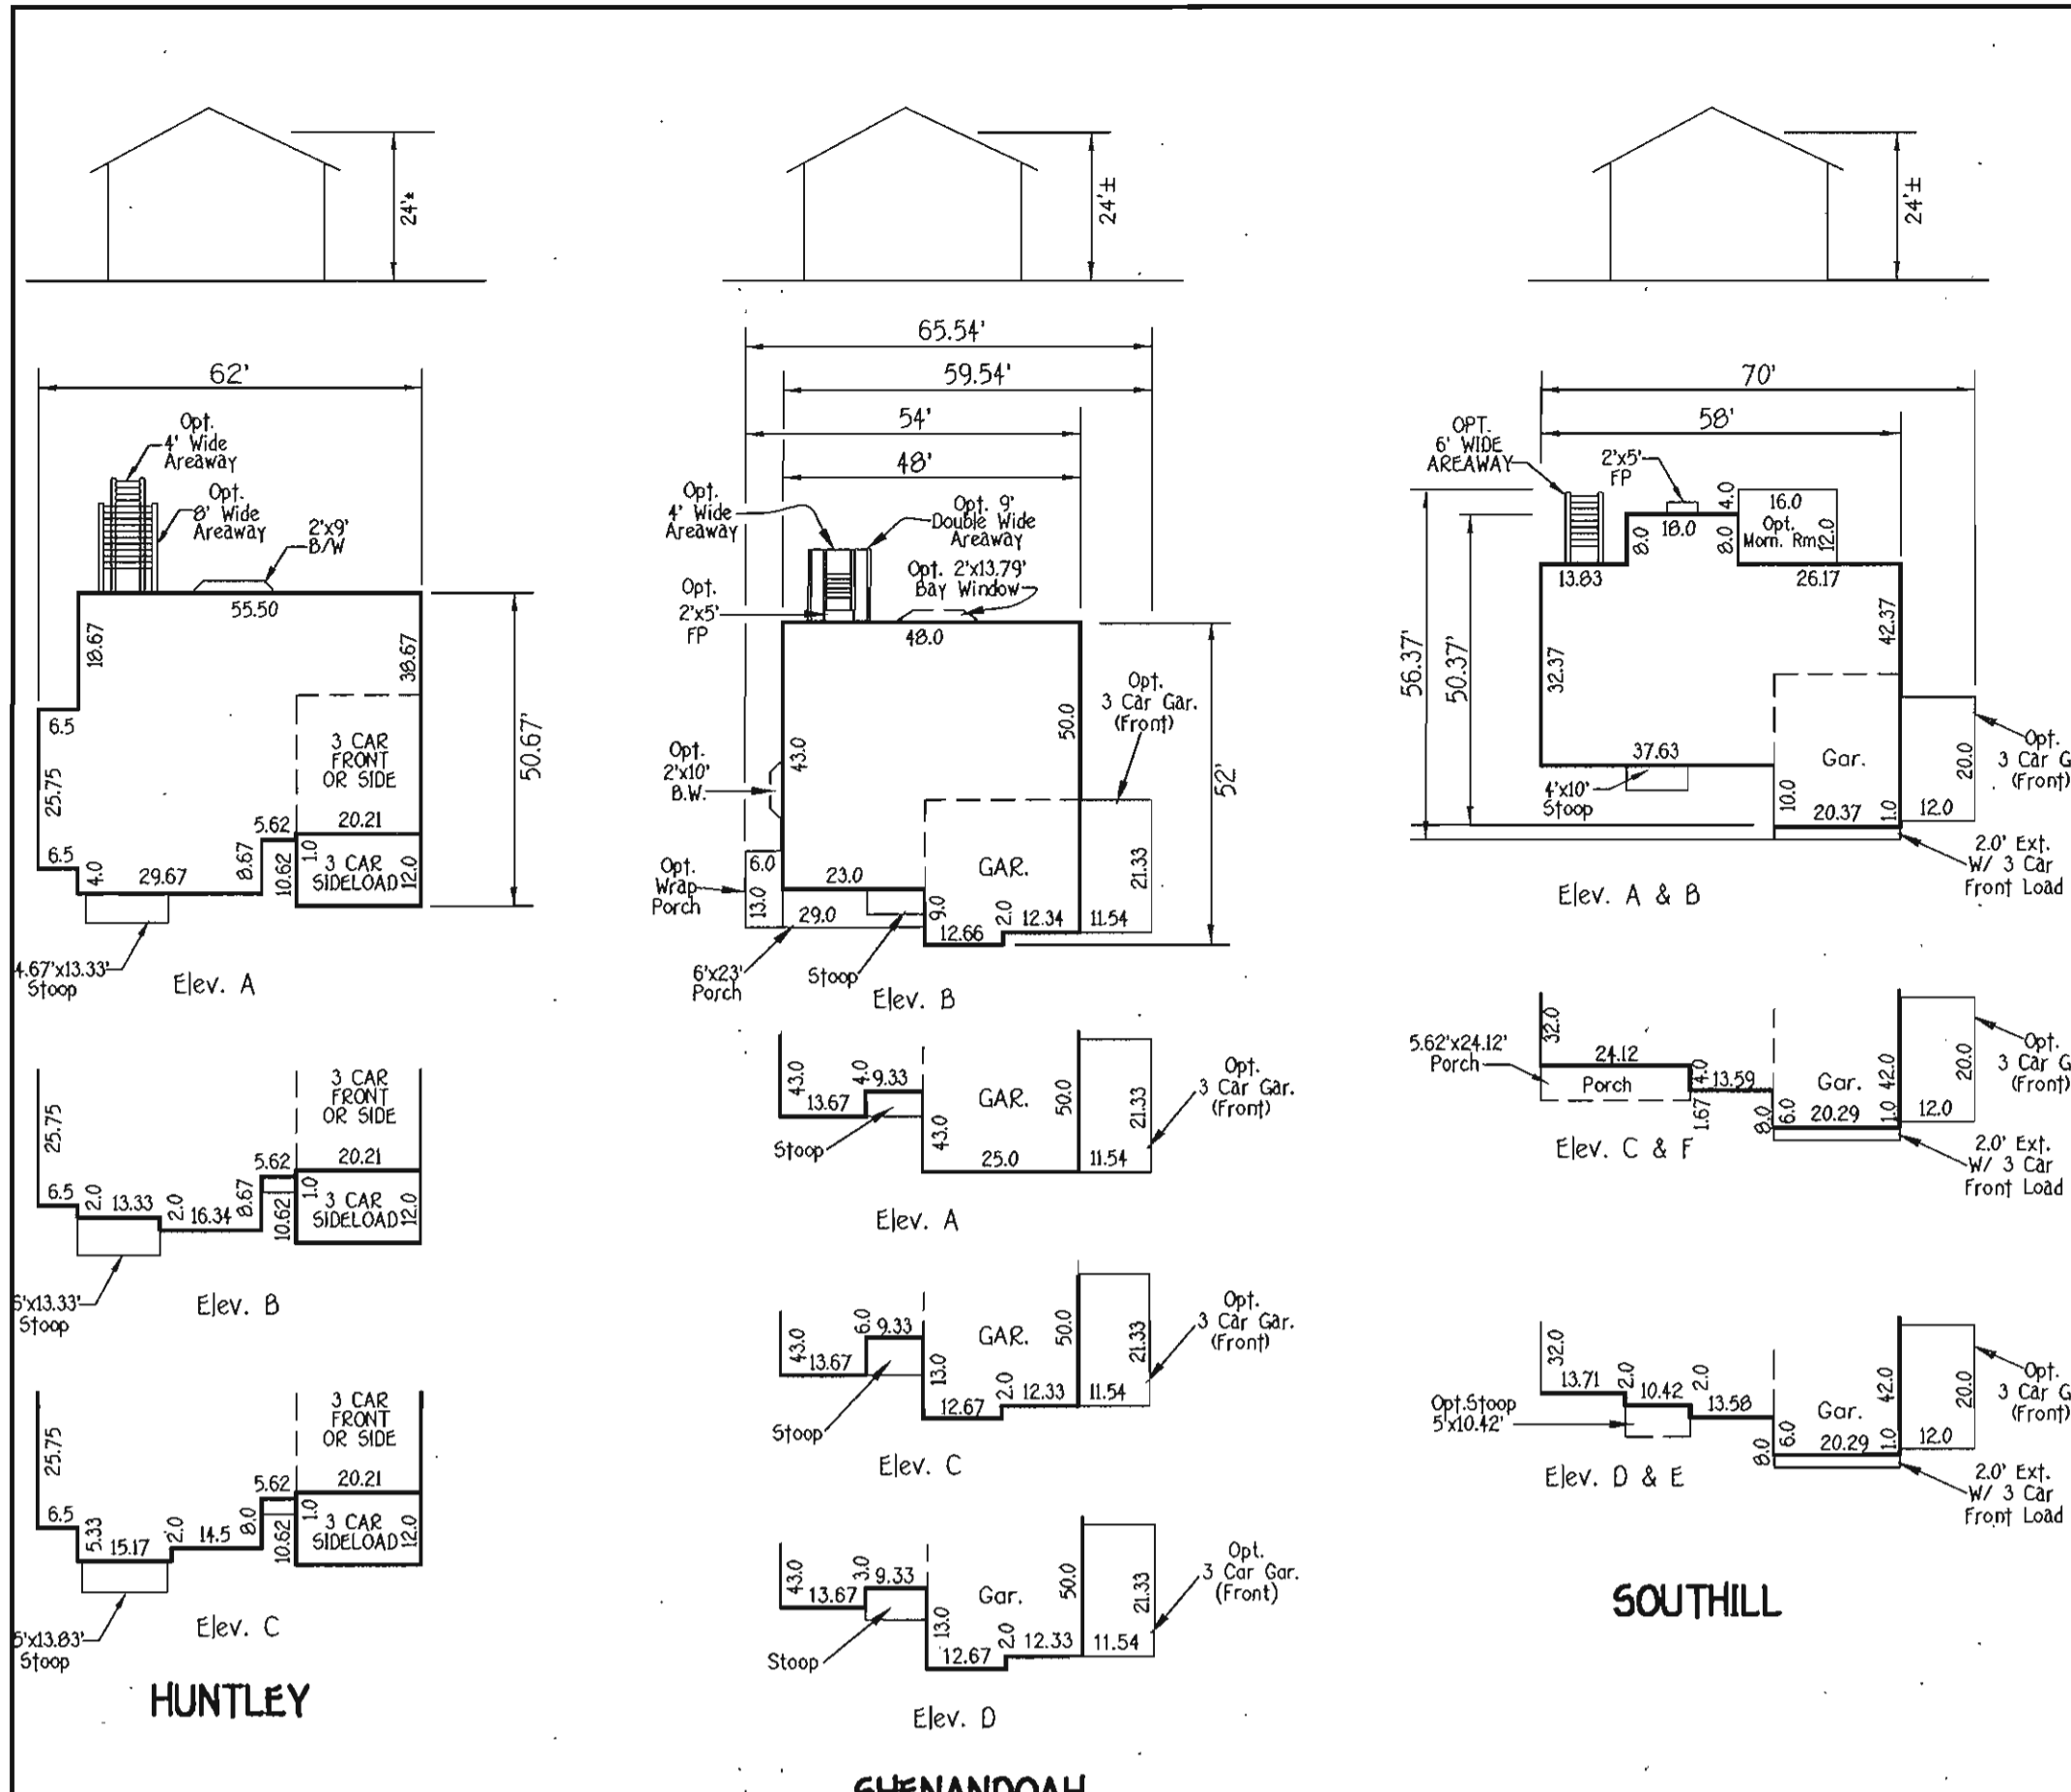 24'±
62'
Opt.
4' Wide
Areaway
Opt.
8' Wide
Areaway
2'x9'
B/W
55.50
18.67
38.67
50.67'
6.5
3 CAR
FRONT
OR SIDE
25.75
5.62
20.21
6.5
4.0
29.67
8.67
10.62
1.0
3 CAR
SIDELOAD
12.0
4.67'x13.33'
Stoop
Elev. A
25.75
3 CAR
FRONT
OR SIDE
5.62
20.21
6.5
2.0
13.33
2.0
16.34
8.67
10.62
1.0
3 CAR
SIDELOAD
12.0
'x13.33'
Stoop
Elev. B
25.75
3 CAR
FRONT
OR SIDE
5.62
20.21
6.5
5.33
15.17
2.0
14.5
8.0
10.62
1.0
3 CAR
SIDELOAD
12.0
'x13.83'
Stoop
Elev. C
HUNTLEY
24'±
65.54'
59.54'
54'
48'
Opt.
4' Wide
Areaway
Opt. 9'
Double Wide
Areaway
Opt.
2'x5'
FP
Opt. 2'x13.79'
Bay Window
48.0
Opt.
3 Car Gar.
(Front)
43.0
50.0
52'
Opt.
2'x10'
B.W.
Opt.
Wrap
Porch
6.0
13.0
23.0
29.0
GAR.
9.0
2.0
12.34
12.66
11.54
21.33
6'x23'
Porch
Stoop
Elev. B
43.0
4.0
9.33
13.67
GAR.
43.0
50.0
25.0
11.54
21.33
Opt.
3 Car Gar.
(Front)
Stoop
Elev. A
43.0
6.0
9.33
13.67
GAR.
13.0
50.0
2.0
12.33
12.67
11.54
21.33
Opt.
3 Car Gar.
(Front)
Stoop
Elev. C
43.0
3.0
9.33
13.67
Gar.
13.0
50.0
2.0
12.33
12.67
11.54
21.33
Opt.
3 Car Gar.
(Front)
Stoop
Elev. D
SHENANDOAH
24'±
70'
58'
OPT.
6' WIDE
AREAWAY
2'x5'
FP
4.0
16.0
Opt.
Morn. Rm
12.0
8.0
18.0
8.0
13.83
26.17
56.37'
50.37'
32.37
42.37
37.63
4'x10'
Stoop
Gar.
10.0
20.37
1.0
12.0
20.0
Opt.
3 Car G
(Front)
2.0' Ext.
W/ 3 Car
Front Load
Elev. A & B
32.0
5.62'x24.12'
Porch
24.12
Porch
4.0
13.59
1.67
8.0
6.0
Gar.
42.0
20.29
1.0
12.0
20.0
Opt.
3 Car G
(Front)
2.0' Ext.
W/ 3 Car
Front Load
Elev. C & F
32.0
13.71
2.0
10.42
2.0
13.58
Opt.Stoop
5'x10.42'
8.0
6.0
Gar.
42.0
20.29
1.0
12.0
20.0
Opt.
3 Car G
(Front)
2.0' Ext.
W/ 3 Car
Front Load
Elev. D & E
SOUTHILL